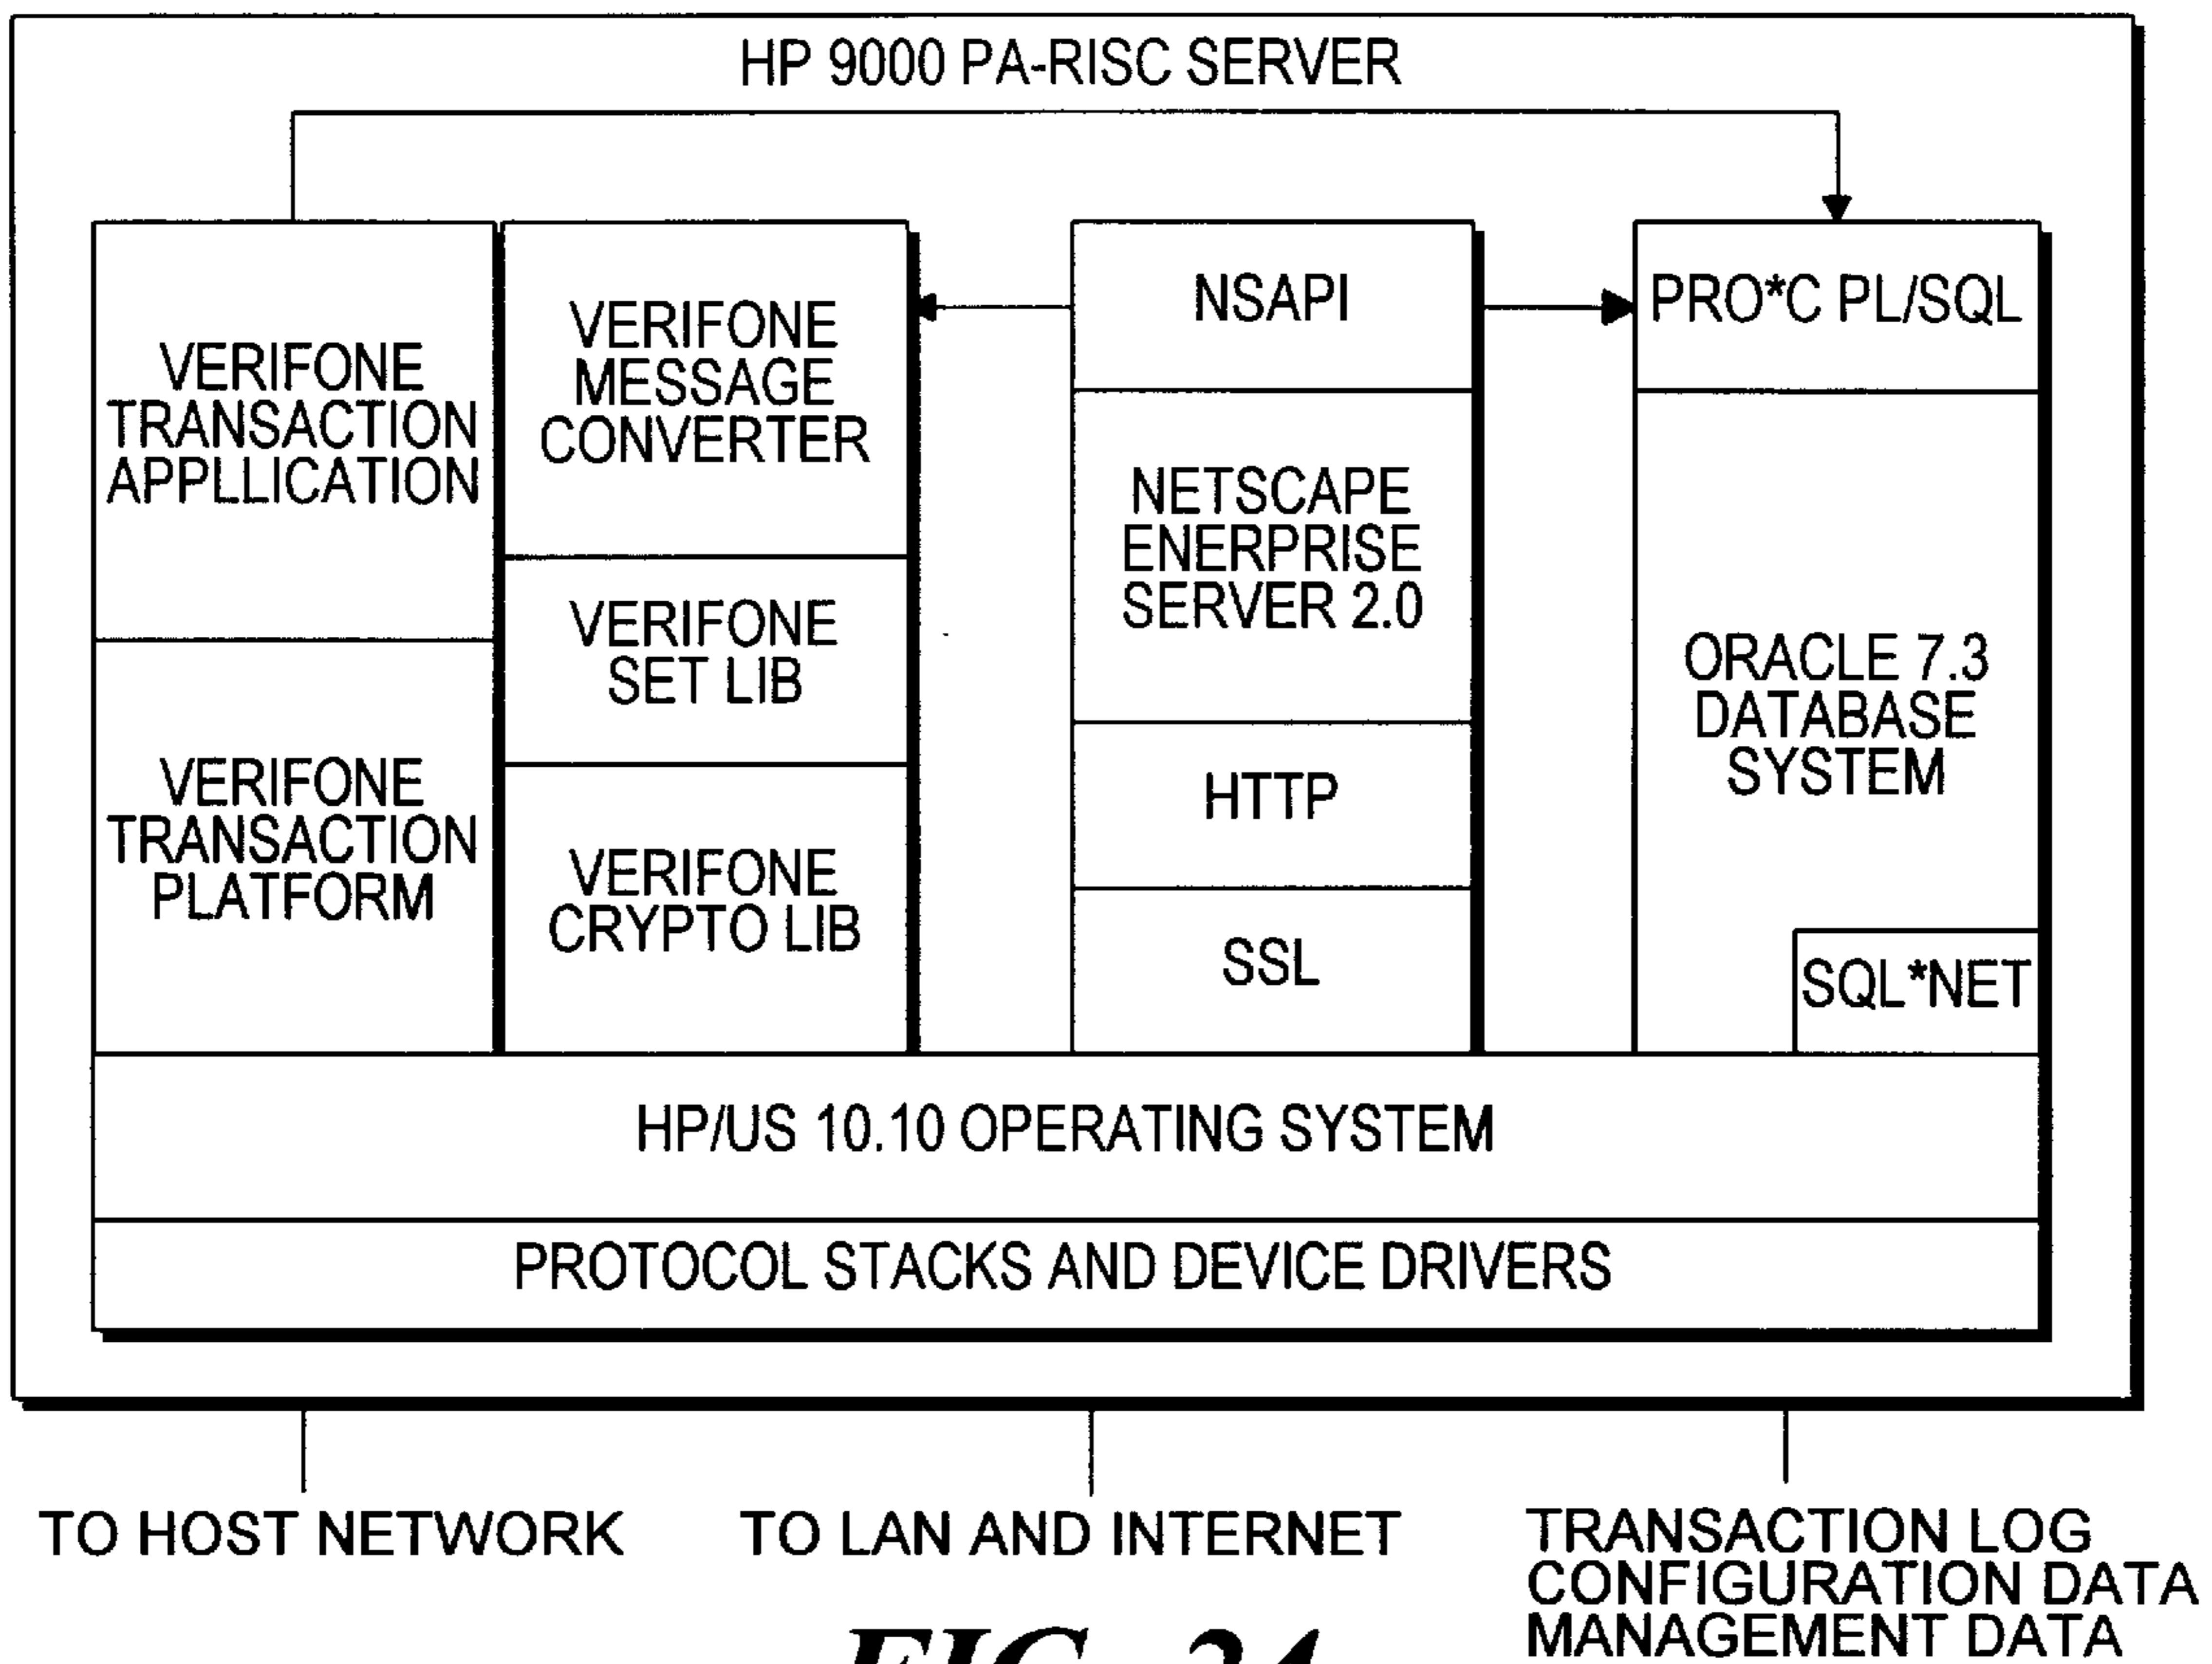 HP 9000 PA-RISC SERVER
VERIFONE
TRANSACTION
APPLLICATION
VERIFONE
TRANSACTION
PLATFORM
VERIFONE
MESSAGE
CONVERTER
VERIFONE
SET LIB
VERIFONE
CRYPTO LIB
NSAPI
NETSCAPE
ENERPRISE
SERVER 2.0
HTTP
SSL
PRO*C PL/SQL
ORACLE 7.3
DATABASE
SYSTEM
SQL*NET
HP/US 10.10 OPERATING SYSTEM
PROTOCOL STACKS AND DEVICE DRIVERS
TO HOST NETWORK
TO LAN AND INTERNET
TRANSACTION LOG
CONFIGURATION DATA
MANAGEMENT DATA